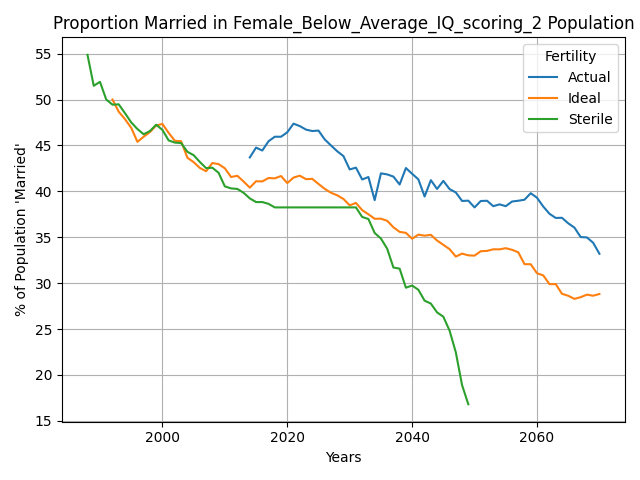 Proportion Married in Female_Below_Average_IQ_scoring_2 Population
Fertility
Actual
Ideal
Sterile
% of Population 'Married'
55
50
45
40
35
30
25
20
15
2000
2020
2040
2060
Years